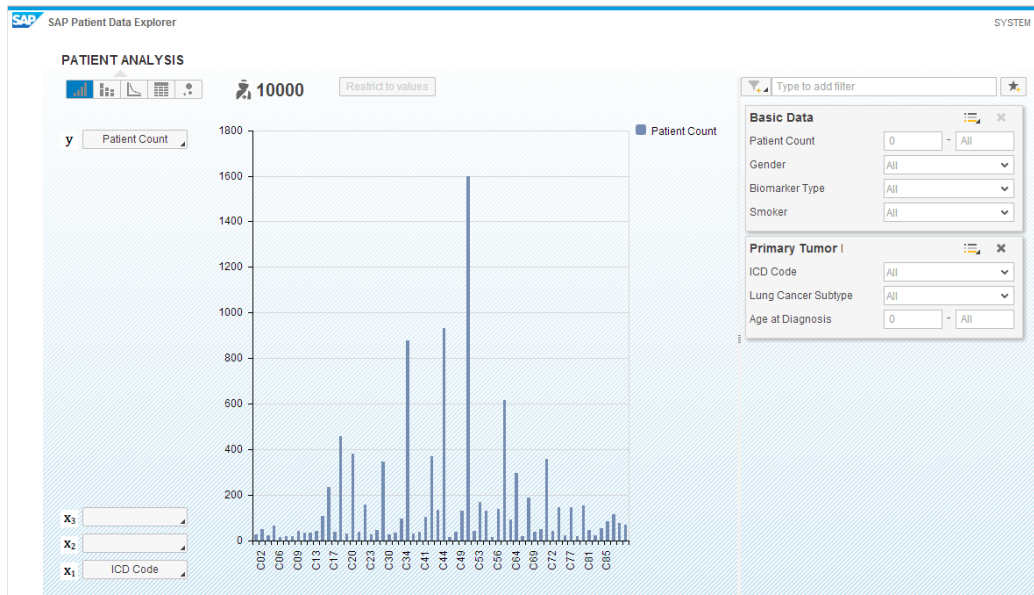 SAP SAP Patient Data Explorer SYSTEM
PATIENT ANALYSIS
10000 Restrict to values
y Patient Count
Patient Count
1800
1600
1400
1200
1000
800
600
400
200
0
C02 C06 C09 C13 C17 C20 C23 C30 C34 C41 C44 C49 C53 C56 C64 C69 C72 C77 C81 C85
x3
x2
x1 ICD Code
Type to add filter
Basic Data
Patient Count 0 - All
Gender All
Biomarker Type All
Smoker All
Primary Tumor
ICD Code All
Lung Cancer Subtype All
Age at Diagnosis 0 - All